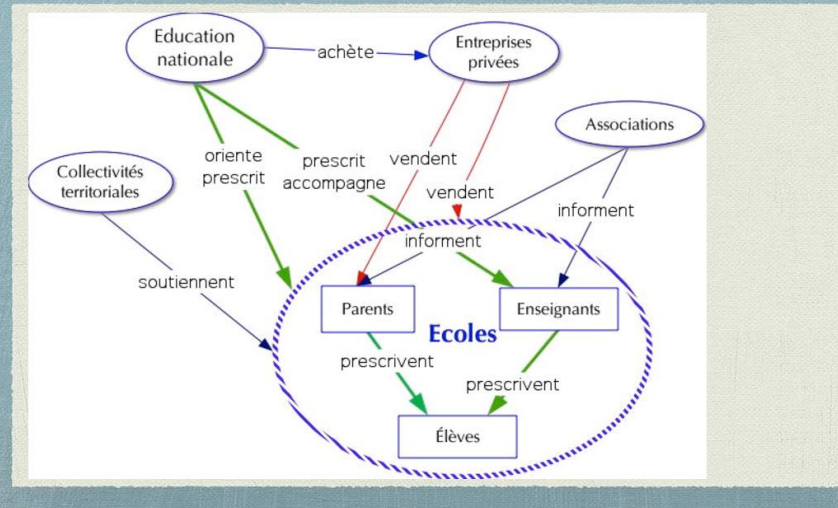 Education
nationale
achète
Entreprises
privées
Associations
Collectivités
territoriales
oriente
prescrit
prescrit
accompagne
vendent
vendent
informent
informent
soutiennent
Parents
Enseignants
Ecoles
prescrivent
prescrivent
Élèves